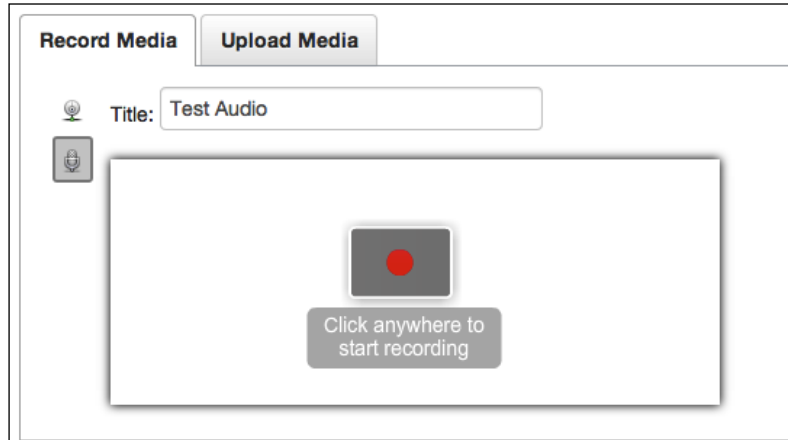 Record Media
Upload Media
Title: Test Audio
Click anywhere to
start recording